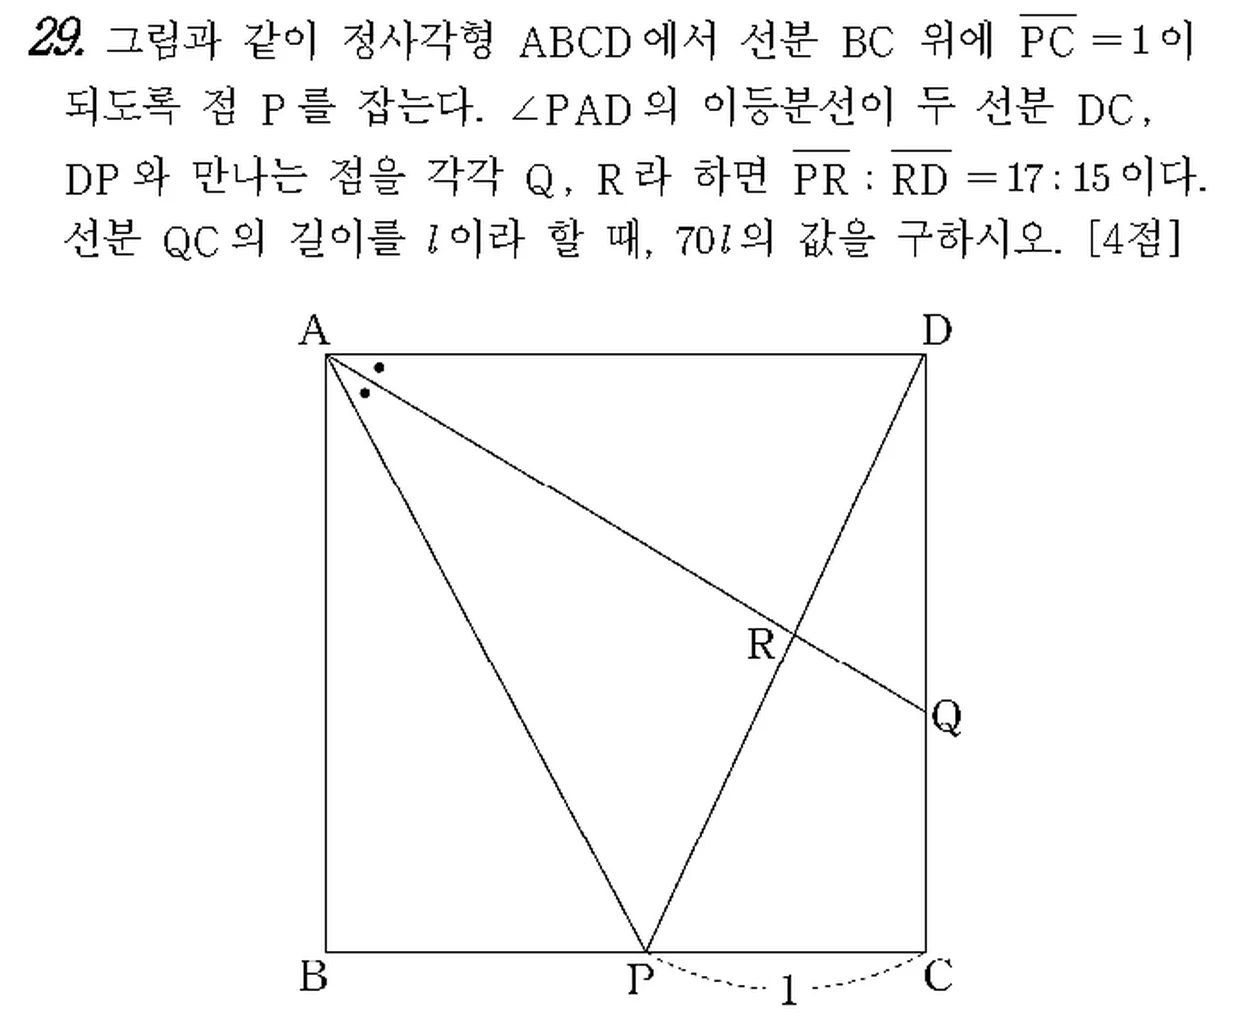 29. 그림과 같이 정사각형 ABCD에서 선분 BC 위에 PC = 1이
되도록 점 P를 잡는다. ∠PAD의 이등분선이 두 선분 DC,
DP와 만나는 점을 각각 Q, R라 하면 PR : RD = 17 : 15이다.
선분 QC의 길이를 l이라 할 때, 70l의 값을 구하시오. [4점]
A
D
R
Q
B
P
1
C